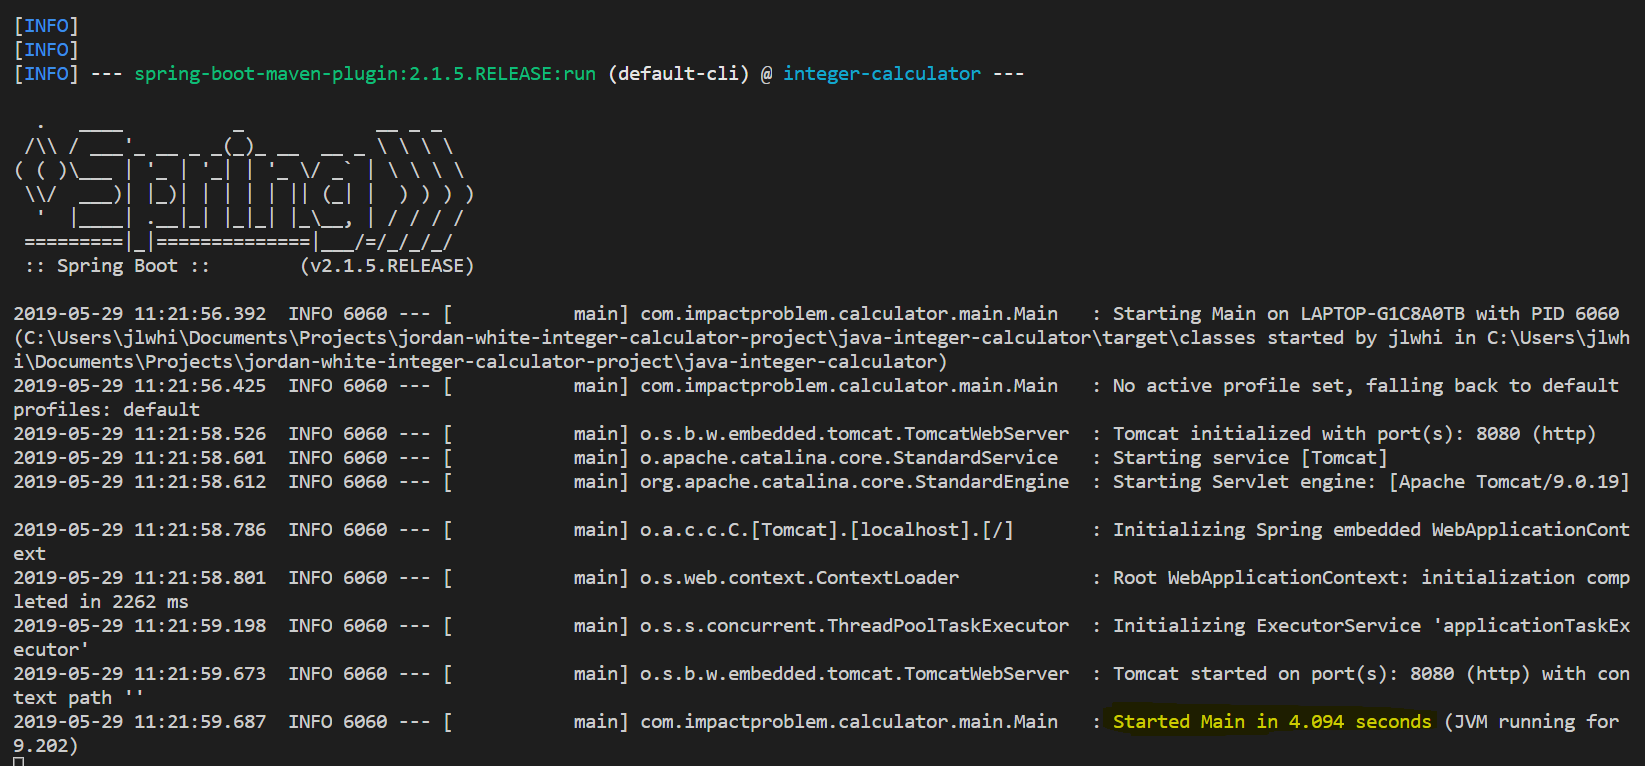 [INFO]
[INFO]
[INFO] --- spring-boot-maven-plugin:2.1.5.RELEASE:run (default-cli) @ integer-calculator ---
  .   ____          _            __ _ _
 /\\ / ___'_ __ _ _(_)_ __  __ _ \ \ \ \
( ( )\___ | '_ | '_| | '_ \/ _` | \ \ \ \
 \\/  ___)| |_)| | | | | || (_| |  ) ) ) )
  '  |____| .__|_| |_|_| |_\__, | / / / /
 =========|_|==============|___/=/_/_/_/
 :: Spring Boot ::        (v2.1.5.RELEASE)
2019-05-29 11:21:56.392  INFO 6060 --- [           main] com.impactproblem.calculator.main.Main   : Starting Main on LAPTOP-G1C8A0TB with PID 6060
(C:\Users\jlwhi\Documents\Projects\jordan-white-integer-calculator-project\java-integer-calculator\target\classes started by jlwhi in C:\Users\jlwh
i\Documents\Projects\jordan-white-integer-calculator-project\java-integer-calculator)
2019-05-29 11:21:56.425  INFO 6060 --- [           main] com.impactproblem.calculator.main.Main   : No active profile set, falling back to default
profiles: default
2019-05-29 11:21:58.526  INFO 6060 --- [           main] o.s.b.w.embedded.tomcat.TomcatWebServer  : Tomcat initialized with port(s): 8080 (http)
2019-05-29 11:21:58.601  INFO 6060 --- [           main] o.apache.catalina.core.StandardService   : Starting service [Tomcat]
2019-05-29 11:21:58.612  INFO 6060 --- [           main] org.apache.catalina.core.StandardEngine  : Starting Servlet engine: [Apache Tomcat/9.0.19]
2019-05-29 11:21:58.786  INFO 6060 --- [           main] o.a.c.c.C.[Tomcat].[localhost].[/]       : Initializing Spring embedded WebApplicationCont
ext
2019-05-29 11:21:58.801  INFO 6060 --- [           main] o.s.web.context.ContextLoader            : Root WebApplicationContext: initialization comp
leted in 2262 ms
2019-05-29 11:21:59.198  INFO 6060 --- [           main] o.s.s.concurrent.ThreadPoolTaskExecutor  : Initializing ExecutorService 'applicationTaskEx
ecutor'
2019-05-29 11:21:59.673  INFO 6060 --- [           main] o.s.b.w.embedded.tomcat.TomcatWebServer  : Tomcat started on port(s): 8080 (http) with con
text path ''
2019-05-29 11:21:59.687  INFO 6060 --- [           main] com.impactproblem.calculator.main.Main   : Started Main in 4.094 seconds (JVM running for
9.202)